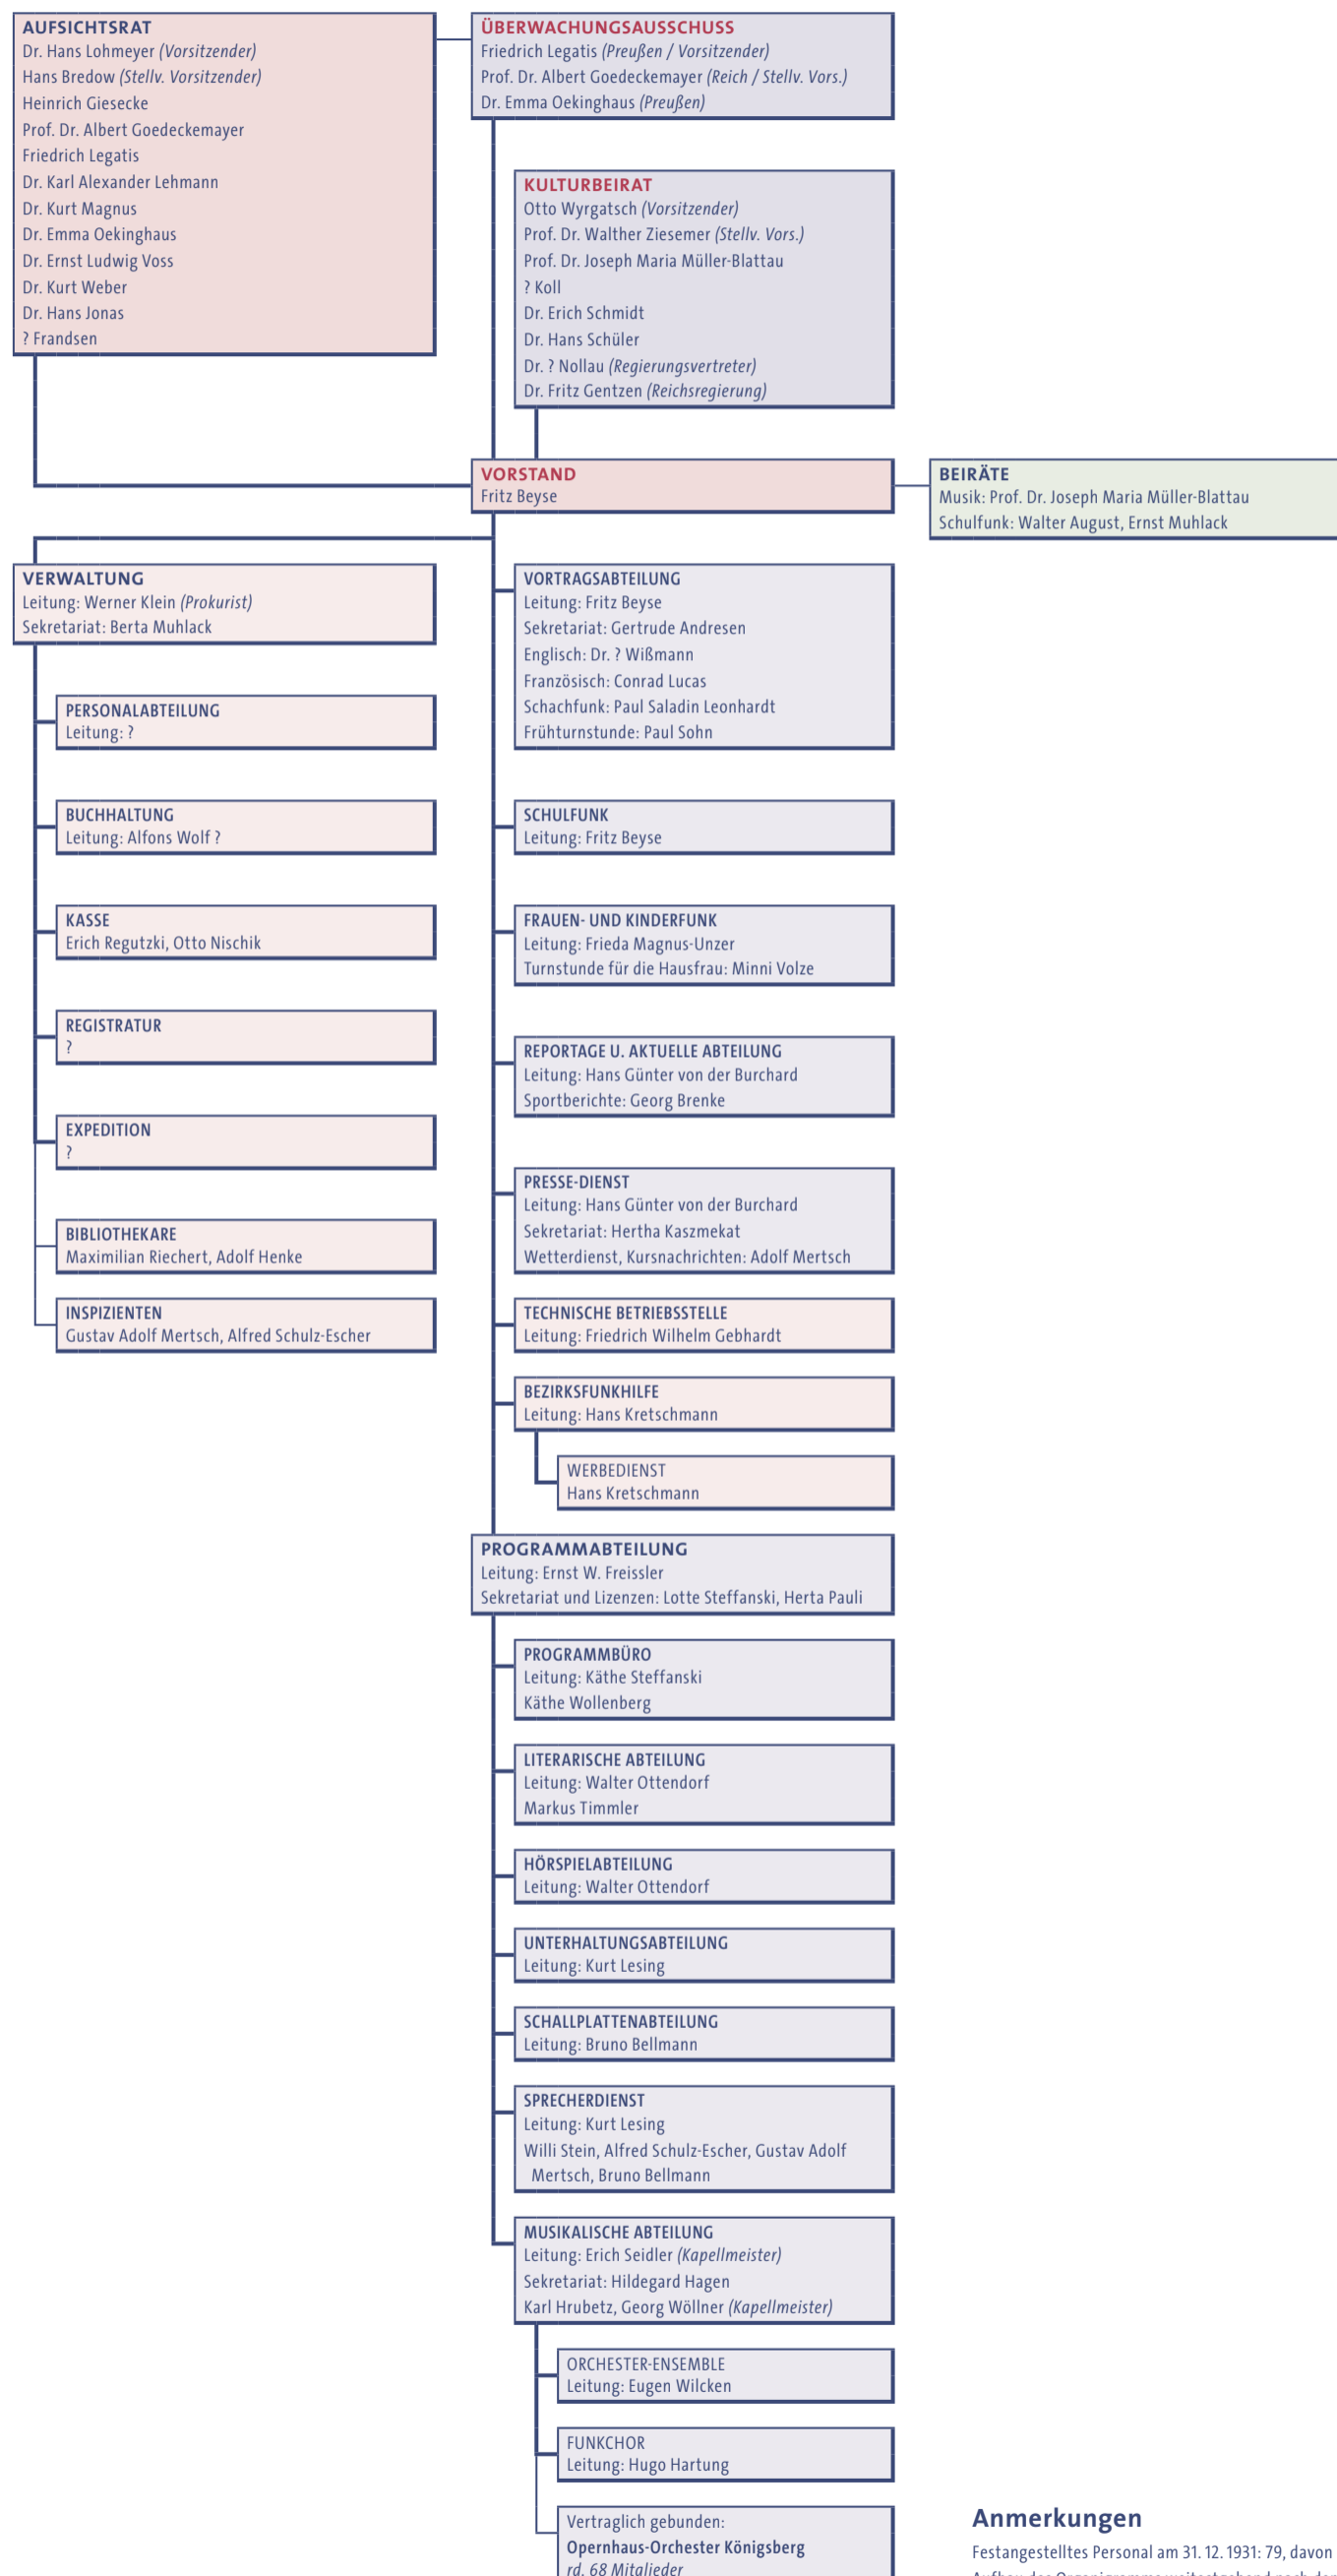 AUFSICHTSRAT
Dr. Hans Lohmeyer (Vorsitzender)
Hans Bredow (Stellv. Vorsitzender)
Heinrich Giesecke
Prof. Dr. Albert Goedeckemayer
Friedrich Legatis
Dr. Karl Alexander Lehmann
Dr. Kurt Magnus
Dr. Emma Oekinghaus
Dr. Ernst Ludwig Voss
Dr. Kurt Weber
Dr. Hans Jonas
? Frandsen
ÜBERWACHUNGSAUSSCHUSS
Friedrich Legatis (Preußen / Vorsitzender)
Prof. Dr. Albert Goedeckemayer (Reich / Stellv. Vors.)
Dr. Emma Oekinghaus (Preußen)
KULTURBEIRAT
Otto Wyrgatsch (Vorsitzender)
Prof. Dr. Walther Ziesemer (Stellv. Vors.)
Prof. Dr. Joseph Maria Müller-Blattau
? Koll
Dr. Erich Schmidt
Dr. Hans Schüler
Dr. ? Nollau (Regierungsvertreter)
Dr. Fritz Gentzen (Reichsregierung)
VORSTAND
Fritz Beyse
BEIRÄTE
Musik: Prof. Dr. Joseph Maria Müller-Blattau
Schulfunk: Walter August, Ernst Muhlack
VERWALTUNG
Leitung: Werner Klein (Prokurist)
Sekretariat: Berta Muhlack
PERSONALABTEILUNG
Leitung: ?
BUCHHALTUNG
Leitung: Alfons Wolf ?
KASSE
Erich Regutzki, Otto Nischik
REGISTRATUR
?
EXPEDITION
?
BIBLIOTHEKARE
Maximilian Riechert, Adolf Henke
INSPIZIENTEN
Gustav Adolf Mertsch, Alfred Schulz-Escher
VORTRAGSABTEILUNG
Leitung: Fritz Beyse
Sekretariat: Gertrude Andresen
Englisch: Dr. ? Wißmann
Französisch: Conrad Lucas
Schachfunk: Paul Saladin Leonhardt
Frühturnstunde: Paul Sohn
SCHULFUNK
Leitung: Fritz Beyse
FRAUEN- UND KINDERFUNK
Leitung: Frieda Magnus-Unzer
Turnstunde für die Hausfrau: Minni Volze
REPORTAGE U. AKTUELLE ABTEILUNG
Leitung: Hans Günter von der Burchard
Sportberichte: Georg Brenke
PRESSE-DIENST
Leitung: Hans Günter von der Burchard
Sekretariat: Hertha Kaszmekat
Wetterdienst, Kursnachrichten: Adolf Mertsch
TECHNISCHE BETRIEBSSTELLE
Leitung: Friedrich Wilhelm Gebhardt
BEZIRKSFUNKHILFE
Leitung: Hans Kretschmann
WERBEDIENST
Hans Kretschmann
PROGRAMMABTEILUNG
Leitung: Ernst W. Freissler
Sekretariat und Lizenzen: Lotte Steffanski, Herta Pauli
PROGRAMMBÜRO
Leitung: Käthe Steffanski
Käthe Wollenberg
LITERARISCHE ABTEILUNG
Leitung: Walter Ottendorf
Markus Timmler
HÖRSPIELABTEILUNG
Leitung: Walter Ottendorf
UNTERHALTUNGSABTEILUNG
Leitung: Kurt Lesing
SCHALLPLATTENABTEILUNG
Leitung: Bruno Bellmann
SPRECHERDIENST
Leitung: Kurt Lesing
Willi Stein, Alfred Schulz-Escher, Gustav Adolf
Mertsch, Bruno Bellmann
MUSIKALISCHE ABTEILUNG
Leitung: Erich Seidler (Kapellmeister)
Sekretariat: Hildegard Hagen
Karl Hrubetz, Georg Wöllner (Kapellmeister)
ORCHESTER-ENSEMBLE
Leitung: Eugen Wilcken
FUNKCHOR
Leitung: Hugo Hartung
Vertraglich gebunden:
Opernhaus-Orchester Königsberg
rd. 68 Mitglieder
Anmerkungen
Festangestelltes Personal am 31. 12. 1931: 79, davon